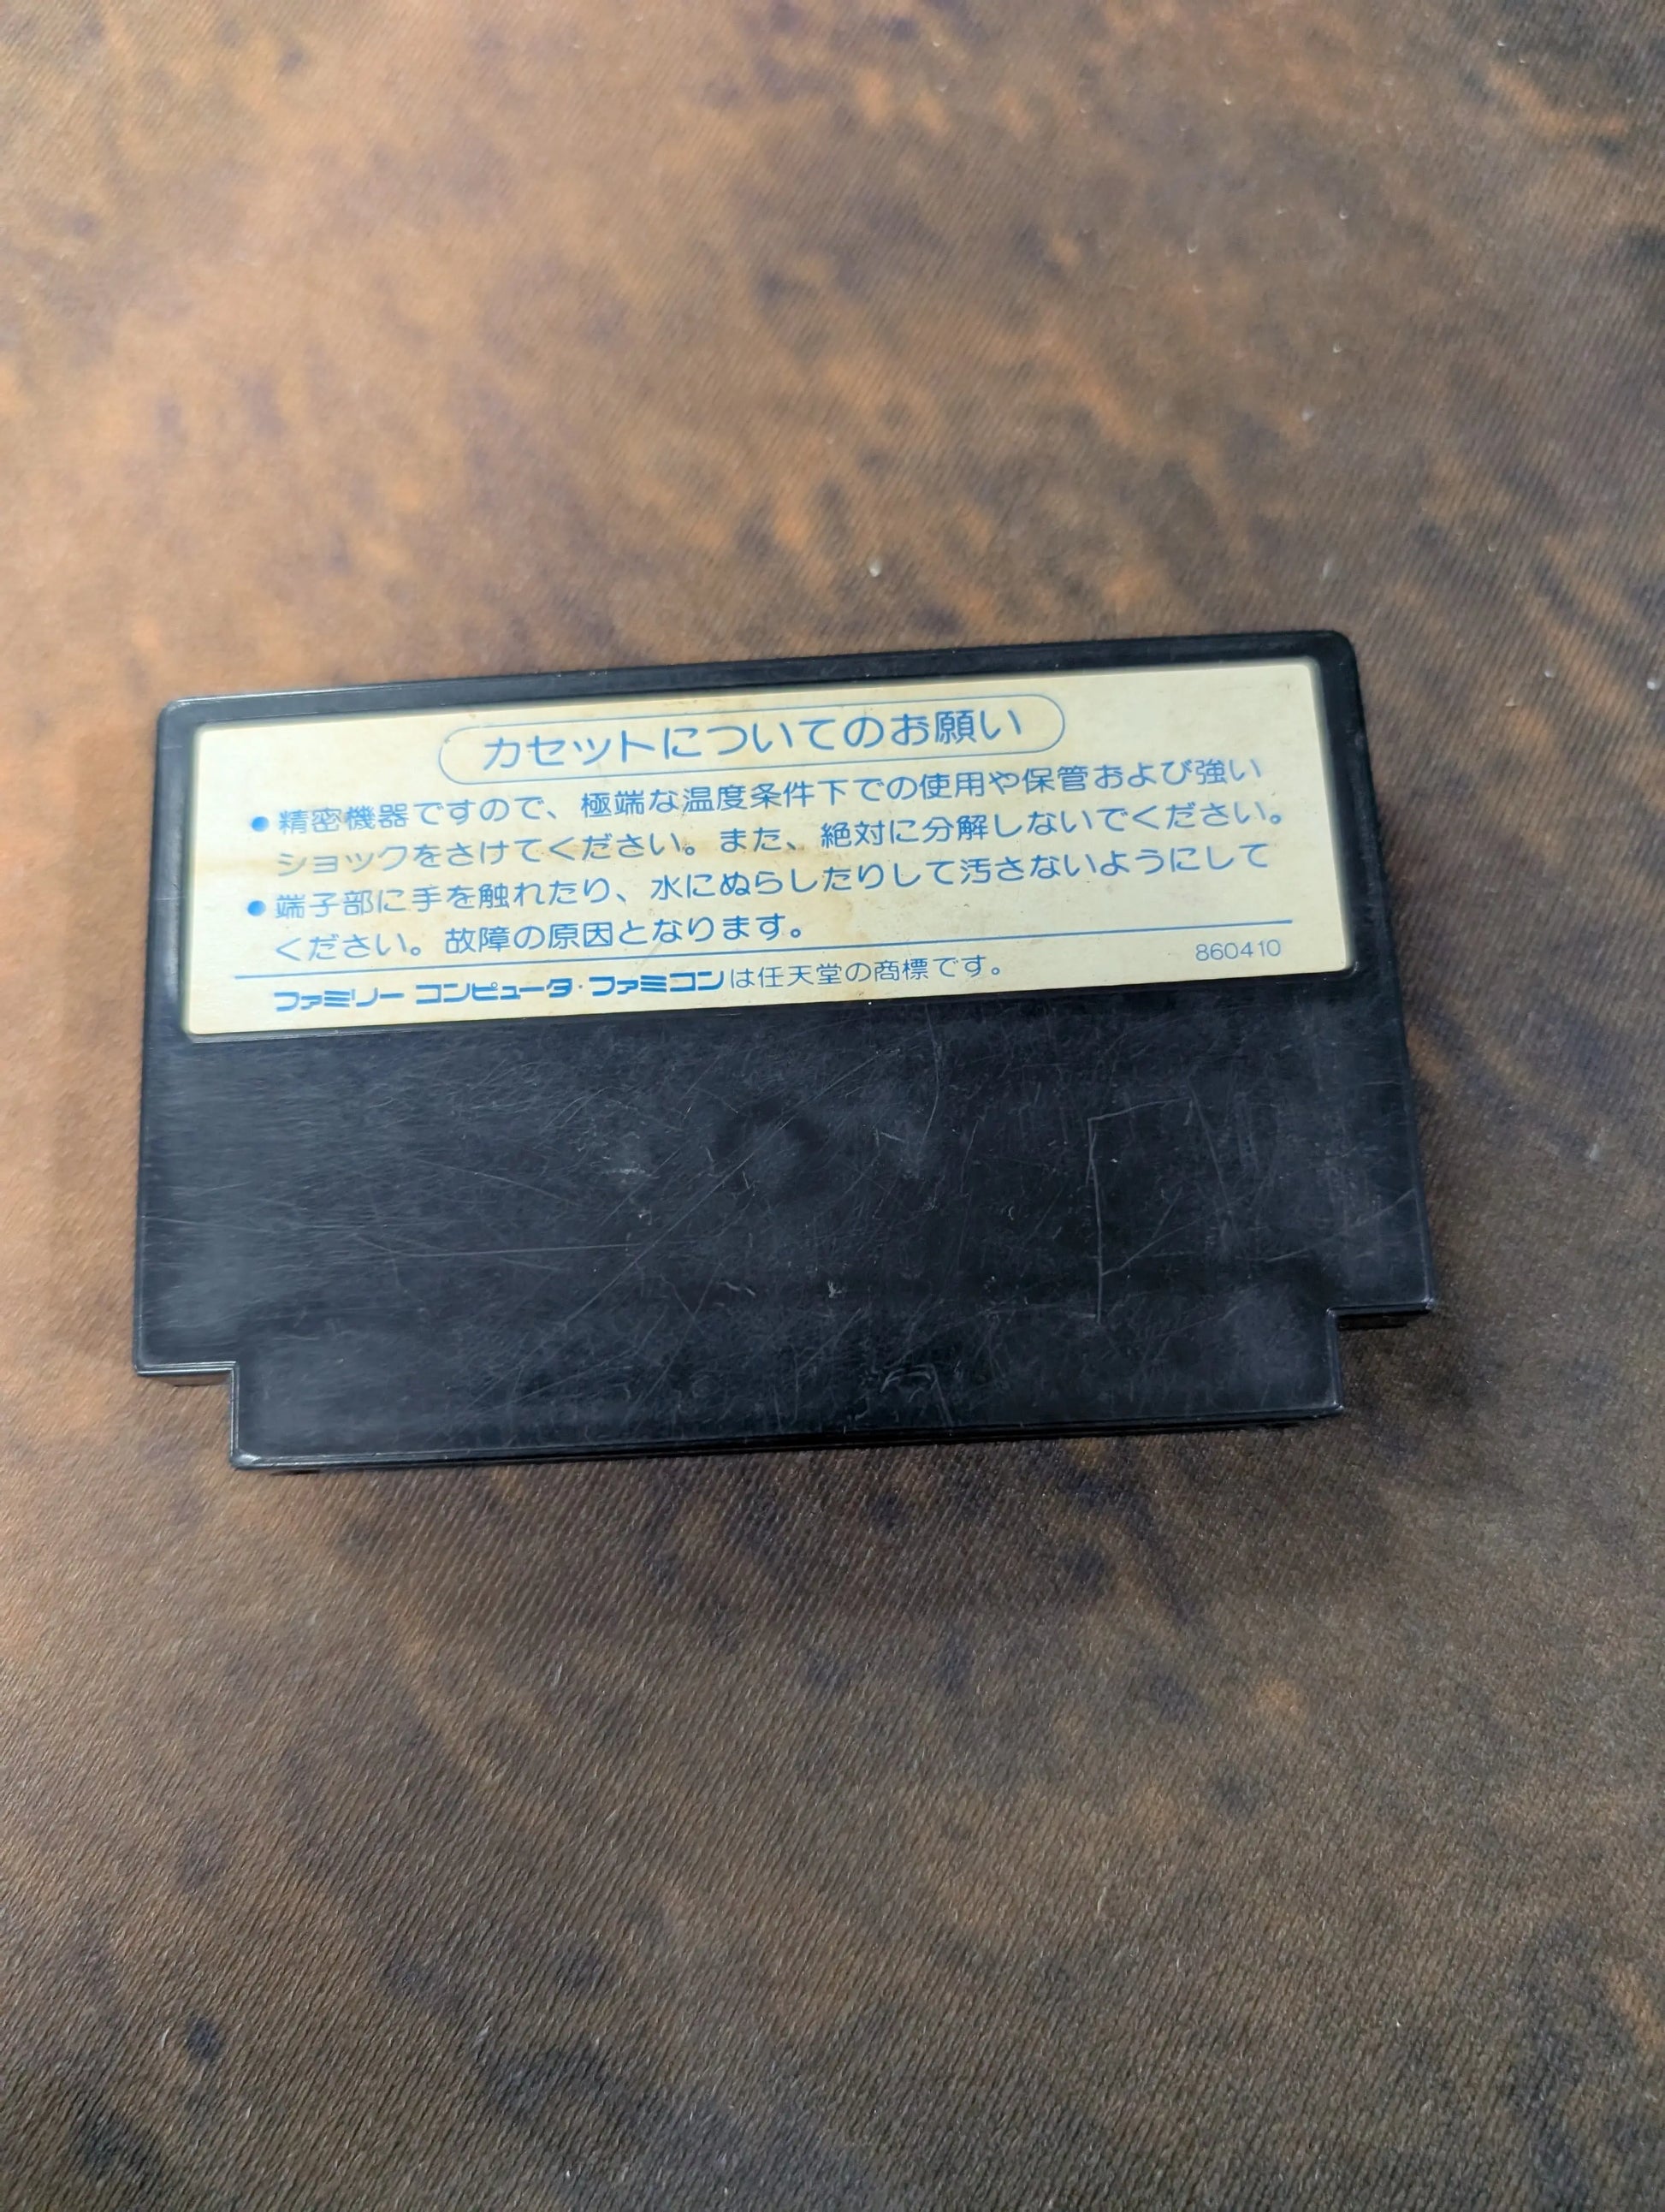 カセットについてのお願い
●精密機器ですので、極端な温度条件下での使用や保管および強い
ショックをさけてください。また、絶対に分解しないでください。
●端子部に手を触れたり、水にぬらしたりして汚さないようにして
ください。故障の原因となります。
ファミリー コンピュータ・ファミコンは任天堂の商標です。 860410